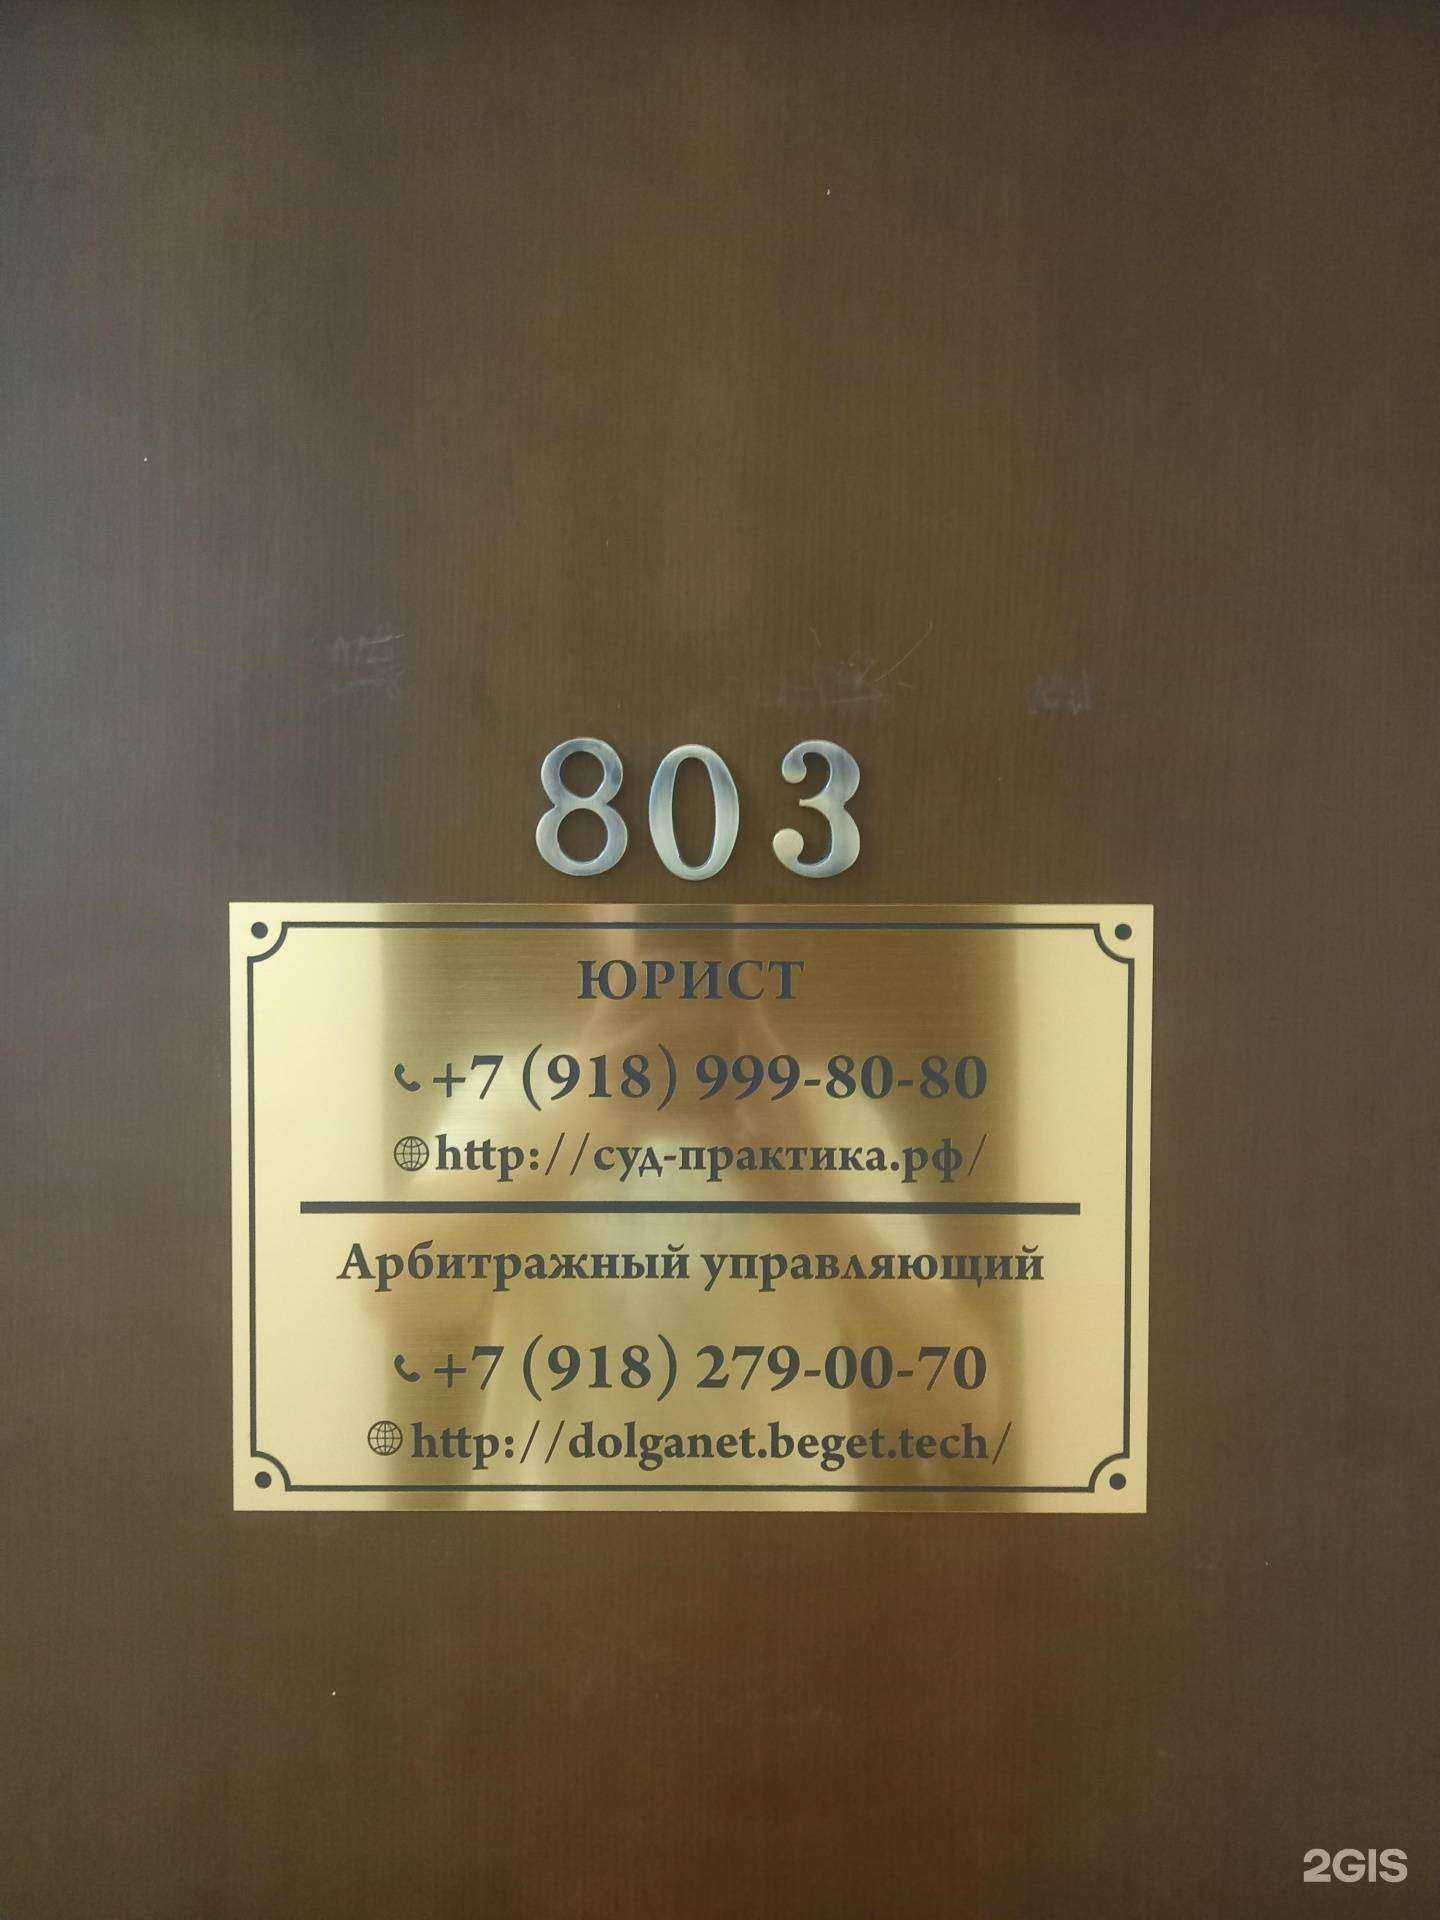 803
ЮРИСТ
+7 (918) 999-80-80
http://суд-практика.рф/
Арбитражный управляющий
+7 (918) 279-00-70
http://dolganet.beget.tech/
2GIS